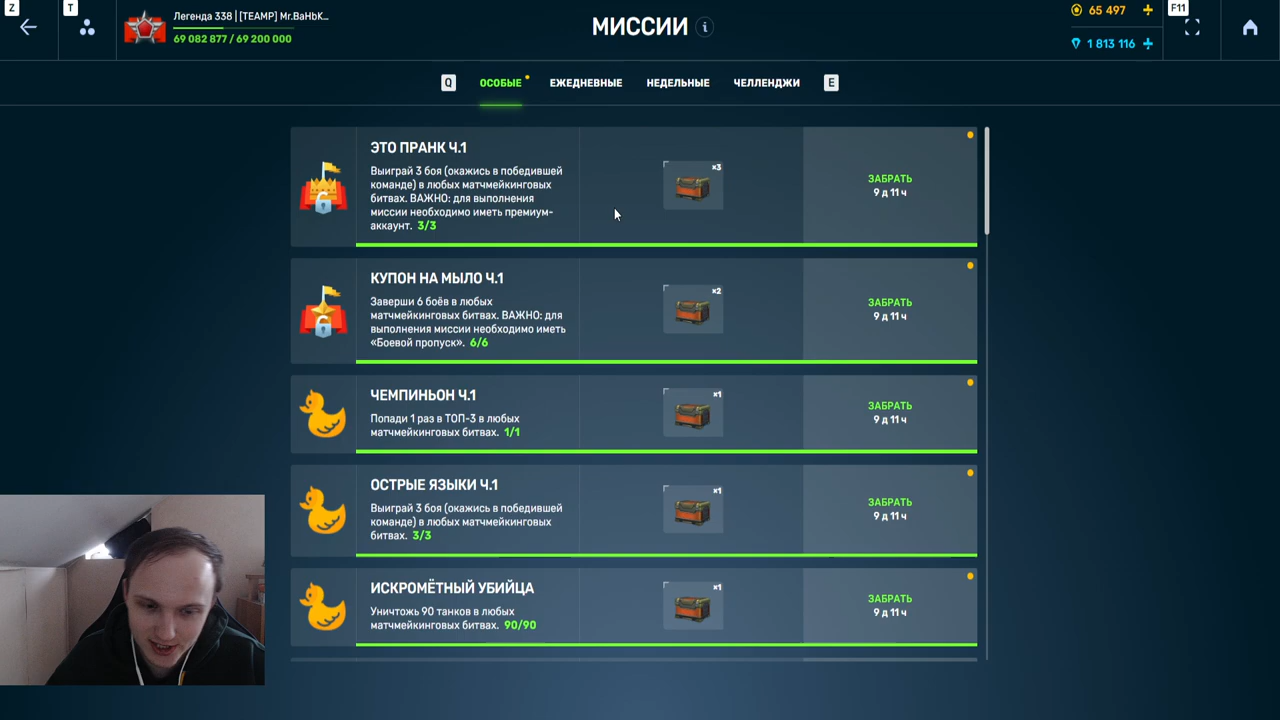 Z
T
Легенда 338 | [TEAMP] Mr.BaHbK...
69 082 877 / 69 200 000
МИССИИ
i
65 497 +
1 813 116 +
F11
Q
ОСОБЫЕ
ЕЖЕДНЕВНЫЕ
НЕДЕЛЬНЫЕ
ЧЕЛЛЕНДЖИ
E
ЭТО ПРАНК Ч.1
Выиграй 3 боя (окажись в победившей
команде) в любых матчмейкинговых
битвах. ВАЖНО: для выполнения
миссии необходимо иметь премиум-
аккаунт. 3/3
×3
ЗАБРАТЬ
9 д 11 ч
КУПОН НА МЫЛО Ч.1
Заверши 6 боёв в любых
матчмейкинговых битвах. ВАЖНО: для
выполнения миссии необходимо иметь
«Боевой пропуск». 6/6
×2
ЗАБРАТЬ
9 д 11 ч
ЧЕМПИНЬОН Ч.1
Попади 1 раз в ТОП-3 в любых
матчмейкинговых битвах. 1/1
×1
ЗАБРАТЬ
9 д 11 ч
ОСТРЫЕ ЯЗЫКИ Ч.1
Выиграй 3 боя (окажись в победившей
команде) в любых матчмейкинговых
битвах. 3/3
×1
ЗАБРАТЬ
9 д 11 ч
ИСКРОМЁТНЫЙ УБИЙЦА
Уничтожь 90 танков в любых
матчмейкинговых битвах. 90/90
×1
ЗАБРАТЬ
9 д 11 ч